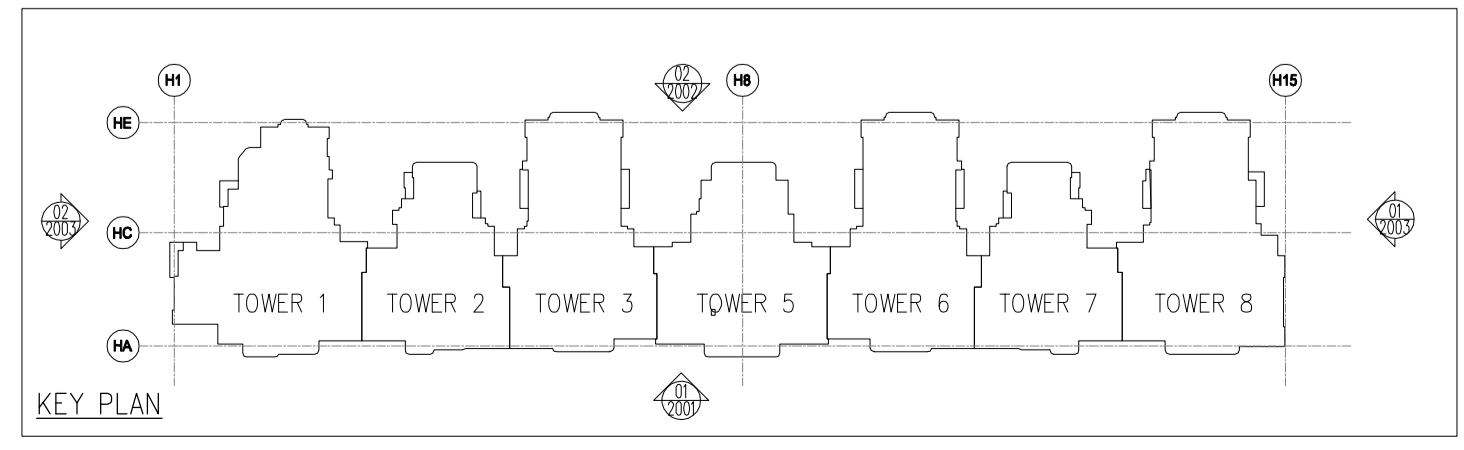 H1
02
2002
H8
H15
HE
02
2003
HC
01
2003
TOWER 1
TOWER 2
TOWER 3
TOWER 5
TOWER 6
TOWER 7
TOWER 8
HA
01
2001
KEY PLAN